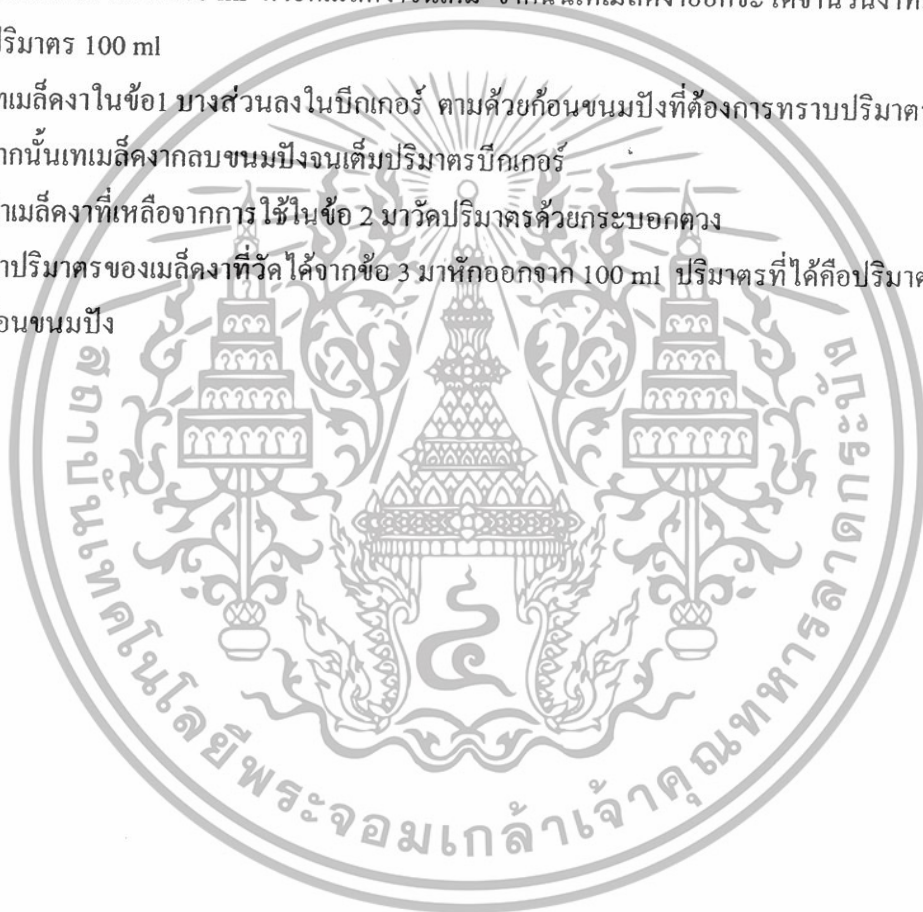 ปริมาตร 100 ml
ทเมล็ดงาในข้อ1 บางส่วนลงในบีกเกอร์ ตามด้วยก้อนขนมปังที่ต้องการทราบปริมาตร
ากนั้นเทเมล็ดงากลบขนมปังจนเต็มปริมาตรบีกเกอร์
าเมล็ดงาที่เหลือจากการใช้ในข้อ 2 มาวัดปริมาตรด้วยกระบอกตวง
าปริมาตรของเมล็ดงาที่วัดได้จากข้อ 3 มาหักออกจาก 100 ml ปริมาตรที่ได้คือปริมาต
อนขนมปัง
สถาบันเทคโนโลยีพระจอมเกล้าเจ้าคุณทหารลาดกระบัง